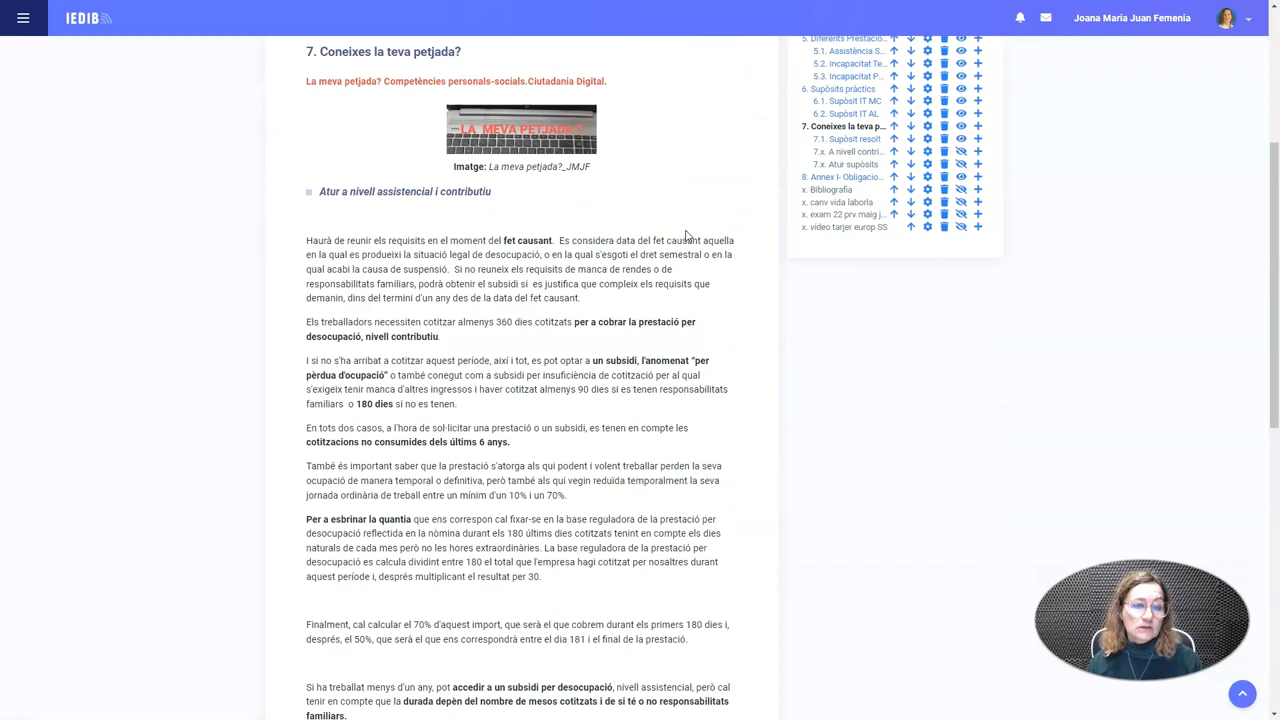 IEDIB
Joana Maria Juan Femenia
7. Coneixes la teva petjada?
La meva petjada? Competències personals-socials.Ciutadania Digital.
LA MEVA PETJADA ?
Imatge: La meva petjada?_JMJF
Atur a nivell assistencial i contributiu
Haurà de reunir els requisits en el moment del fet causant. Es considera data del fet causant aquella
en la qual es produeixi la situació legal de desocupació, o en la qual s'esgoti el dret semestral o en la
qual acabi la causa de suspensió. Si no reuneix els requisits de manca de rendes o de
responsabilitats familiars, podrà obtenir el subsidi si es justifica que compleix els requisits que
demanin, dins del termini d'un any des de la data del fet causant.
Els treballadors necessiten cotitzar almenys 360 dies cotitzats per a cobrar la prestació per
desocupació, nivell contributiu.
I si no s'ha arribat a cotitzar aquest període, així i tot, es pot optar a un subsidi, l'anomenat “per
pèrdua d'ocupació” o també conegut com a subsidi per insuficiència de cotització per al qual
s'exigeix tenir manca d'altres ingressos i haver cotitzat almenys 90 dies si es tenen responsabilitats
familiars o 180 dies si no es tenen.
En tots dos casos, a l'hora de sol·licitar una prestació o un subsidi, es tenen en compte les
cotitzacions no consumides dels últims 6 anys.
També és important saber que la prestació s'atorga als qui podent i volent treballar perden la seva
ocupació de manera temporal o definitiva, però també als qui vegin reduïda temporalment la seva
jornada ordinària de treball entre un mínim d'un 10% i un 70%.
Per a esbrinar la quantia que ens correspon cal fixar-se en la base reguladora de la prestació per
desocupació reflectida en la nòmina durant els 180 últims dies cotitzats tenint en compte els dies
naturals de cada mes però no les hores extraordinàries. La base reguladora de la prestació per
desocupació es calcula dividint entre 180 el total que l'empresa hagi cotitzat per nosaltres durant
aquest període i, després multiplicant el resultat per 30.
Finalment, cal calcular el 70% d'aquest import, que serà el que cobrem durant els primers 180 dies i,
després, el 50%, que serà el que ens correspondrà entre el dia 181 i el final de la prestació.
Si ha treballat menys d'un any, pot accedir a un subsidi per desocupació, nivell assistencial, però cal
tenir en compte que la durada depèn del nombre de mesos cotitzats i de si té o no responsabilitats
familiars.
5. Diferents Prestacio...
5.1. Assistència S...
5.2. Incapacitat Te...
5.3. Incapacitat P...
6. Supòsits pràctics
6.1. Supòsit IT MC
6.2. Supòsit IT AL
7. Coneixes la teva p...
7.1. Supòsit resolt
7.x. A nivell contri...
7.x. Atur supòsits
8. Annex I- Obligacio...
x. Bibliografia
x. canv vida laborla
x. exam 22 prv maig j...
x. vídeo tarjer europ SS